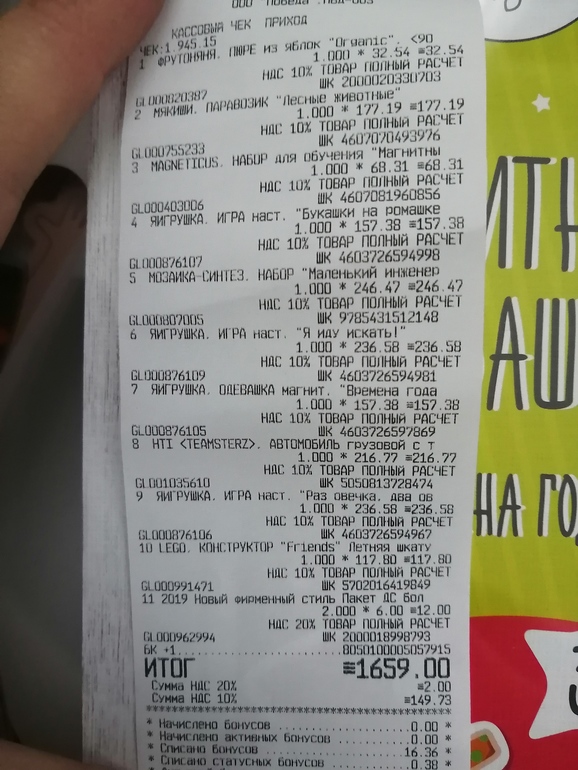 КАССОВЫЙ ЧЕК ПРИХОД
ЧЕК:1.945.15
1 ФРУТОНЯНЯ. ПЮРЕ из яблок "Organic". <90
1.000 * 32.54 ≡32.54
НДС 10% ТОВАР ПОЛНЫЙ РАСЧЕТ
ШК 2000020330703
GL000820387
2 МЯКИШИ. ПАРАВОЗИК "Лесные животные"
1.000 * 177.19 ≡177.19
НДС 10% ТОВАР ПОЛНЫЙ РАСЧЕТ
ШК 4607070493976
GL000755233
3 MAGNETICUS. НАБОР для обучения "Магнитны
1.000 * 68.31 ≡68.31
НДС 10% ТОВАР ПОЛНЫЙ РАСЧЕТ
ШК 4607081960856
GL000403006
4 ЯИГРУШКА. ИГРА наст. "Букашки на ромашке
1.000 * 157.38 ≡157.38
НДС 10% ТОВАР ПОЛНЫЙ РАСЧЕТ
ШК 4603726594998
GL000876107
5 МОЗАИКА-СИНТЕЗ. НАБОР "Маленький инженер
1.000 * 246.47 ≡246.47
НДС 10% ТОВАР ПОЛНЫЙ РАСЧЕТ
ШК 9785431512148
GL000807005
6 ЯИГРУШКА. ИГРА наст. "Я иду искать!"
1.000 * 236.58 ≡236.58
НДС 10% ТОВАР ПОЛНЫЙ РАСЧЕТ
ШК 4603726594981
GL000876109
7 ЯИГРУШКА. ОДЕВАШКА магнит. "Времена года
1.000 * 157.38 ≡157.38
НДС 10% ТОВАР ПОЛНЫЙ РАСЧЕТ
ШК 4603726597869
GL000876105
8 HTI <TEAMSTERZ>. АВТОМОБИЛЬ грузовой с т
1.000 * 216.77 ≡216.77
НДС 10% ТОВАР ПОЛНЫЙ РАСЧЕТ
ШК 5050813728474
GL001035610
9 ЯИГРУШКА. ИГРА наст. "Раз овечка. два ов
1.000 * 236.58 ≡236.58
НДС 10% ТОВАР ПОЛНЫЙ РАСЧЕТ
ШК 4603726594967
GL000876106
10 LEGO. КОНСТРУКТОР "Friends" Летняя шкату
1.000 * 117.80 ≡117.80
НДС 10% ТОВАР ПОЛНЫЙ РАСЧЕТ
ШК 5702016419849
GL000991471
11 2019 Новый фирменный стиль Пакет ДС бол
2.000 * 6.00 ≡12.00
НДС 20% ТОВАР ПОЛНЫЙ РАСЧЕТ
ШК 2000018998793
GL000962994
БК +1..........................8050100005057915
ИТОГ ≡1659.00
Сумма НДС 20% ≡2.00
Сумма НДС 10% ≡149.73
* Начислено бонусов ..................0.00 *
* Начислено активных бонусов .........0.00 *
* Списано бонусов ...................16.36 *
* Списано статусных бонусов ..........0.38 *
НА ГО